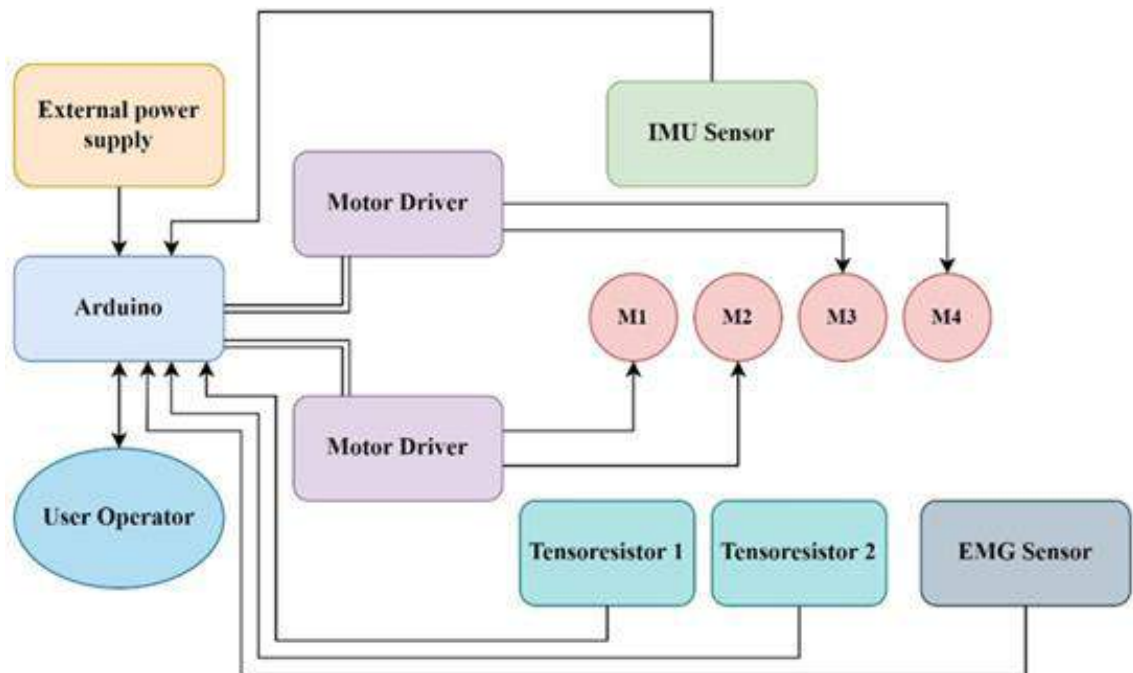 External power
supply
IMU Sensor
Motor Driver
Arduino
M1
M2
M3
M4
Motor Driver
User Operator
Tensoresistor 1
Tensoresistor 2
EMG Sensor